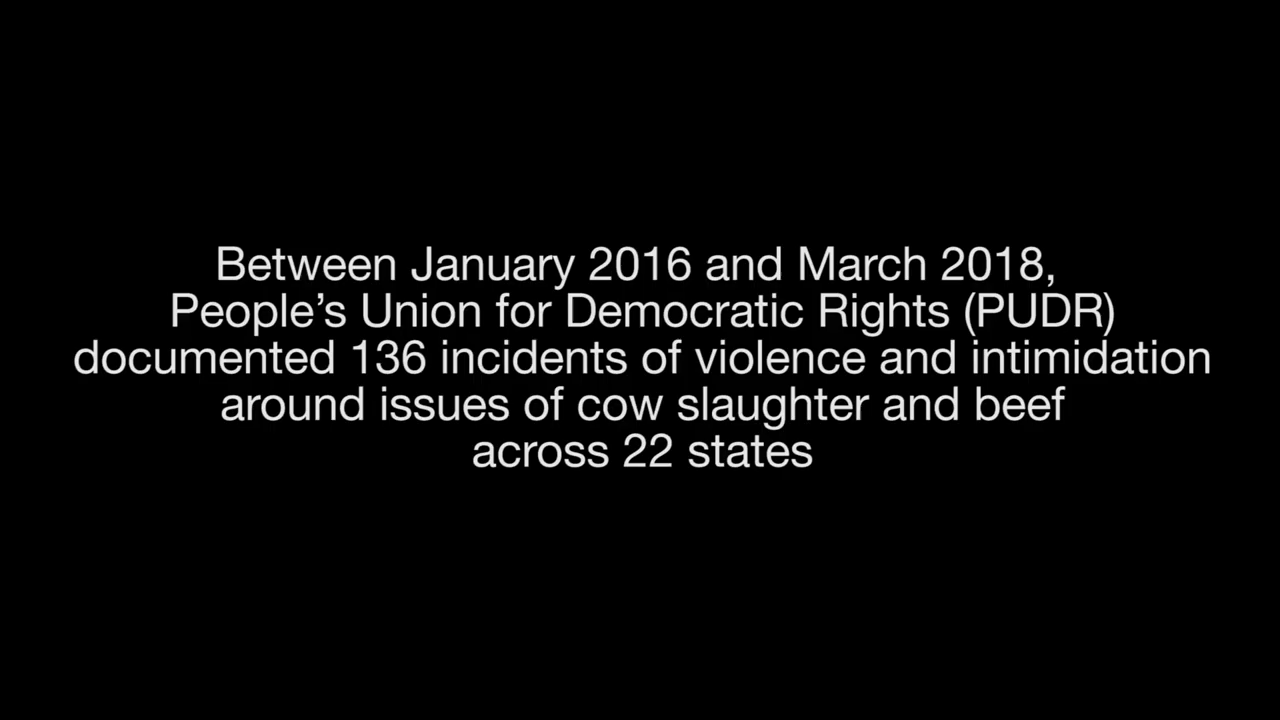 Between January 2016 and March 2018,
People’s Union for Democratic Rights (PUDR)
documented 136 incidents of violence and intimidation
around issues of cow slaughter and beef
across 22 states